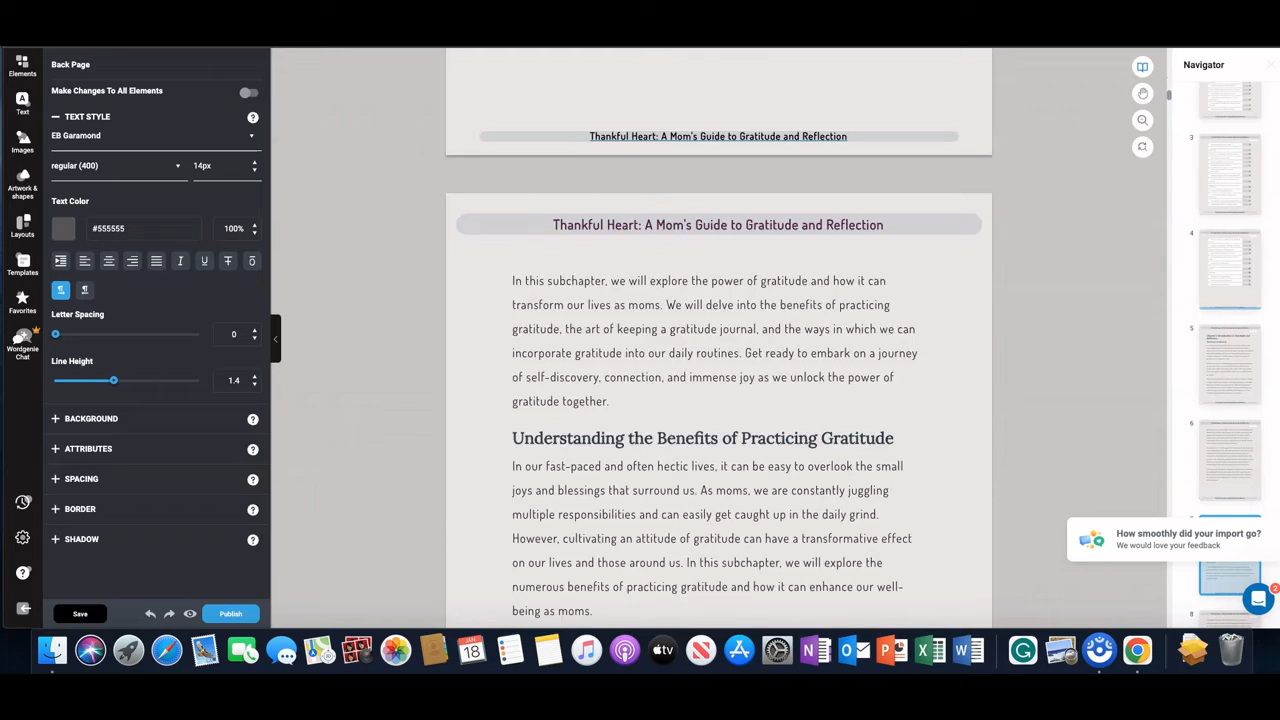 Elements
Text
Images
Artwork &
shapes
Layouts
Templates
Favorites
Wordgenie
Chat
Back Page
Make Changes To All Elements
TEXT STYLE
EB Garamond
regular (400)
14px
Text Color
#555555
100%
Letter Spacing
0
Line Height
1.4
BACKGROUND
ATTRIBUTES
SPACING
BORDER
SHADOW
Save
Publish
Thankful Heart: A Mom's Guide to Gratitude and Reflection
Thankful Heart: A Mom's Guide to Gratitude and Reflection
In this subchapter, we will explore the power of gratitude and how it can
transform our lives as moms. We will delve into the benefits of practicing
gratitude, the art of keeping a gratitude journal, and the ways in which we can
incorporate gratitude into our daily routines. Get ready to embark on a journey
of self-discovery, connection, and immense joy as we unlock the power of
gratitude together.
Understanding the Benefits of Practicing Gratitude
In our fast-paced and often hectic lives, it can be easy to overlook the small
joys and blessings that surround us. As moms, we are constantly juggling
multiple responsibilities and can easily get caught up in the daily grind.
However, cultivating an attitude of gratitude can have a transformative effect
on our lives and those around us. In this subchapter, we will explore the
numerous benefits of practicing gratitude and how it can enhance our well-
being as moms.
Navigator
3
4
5
6
8
How smoothly did your import go?
We would love your feedback
2
JAN
18